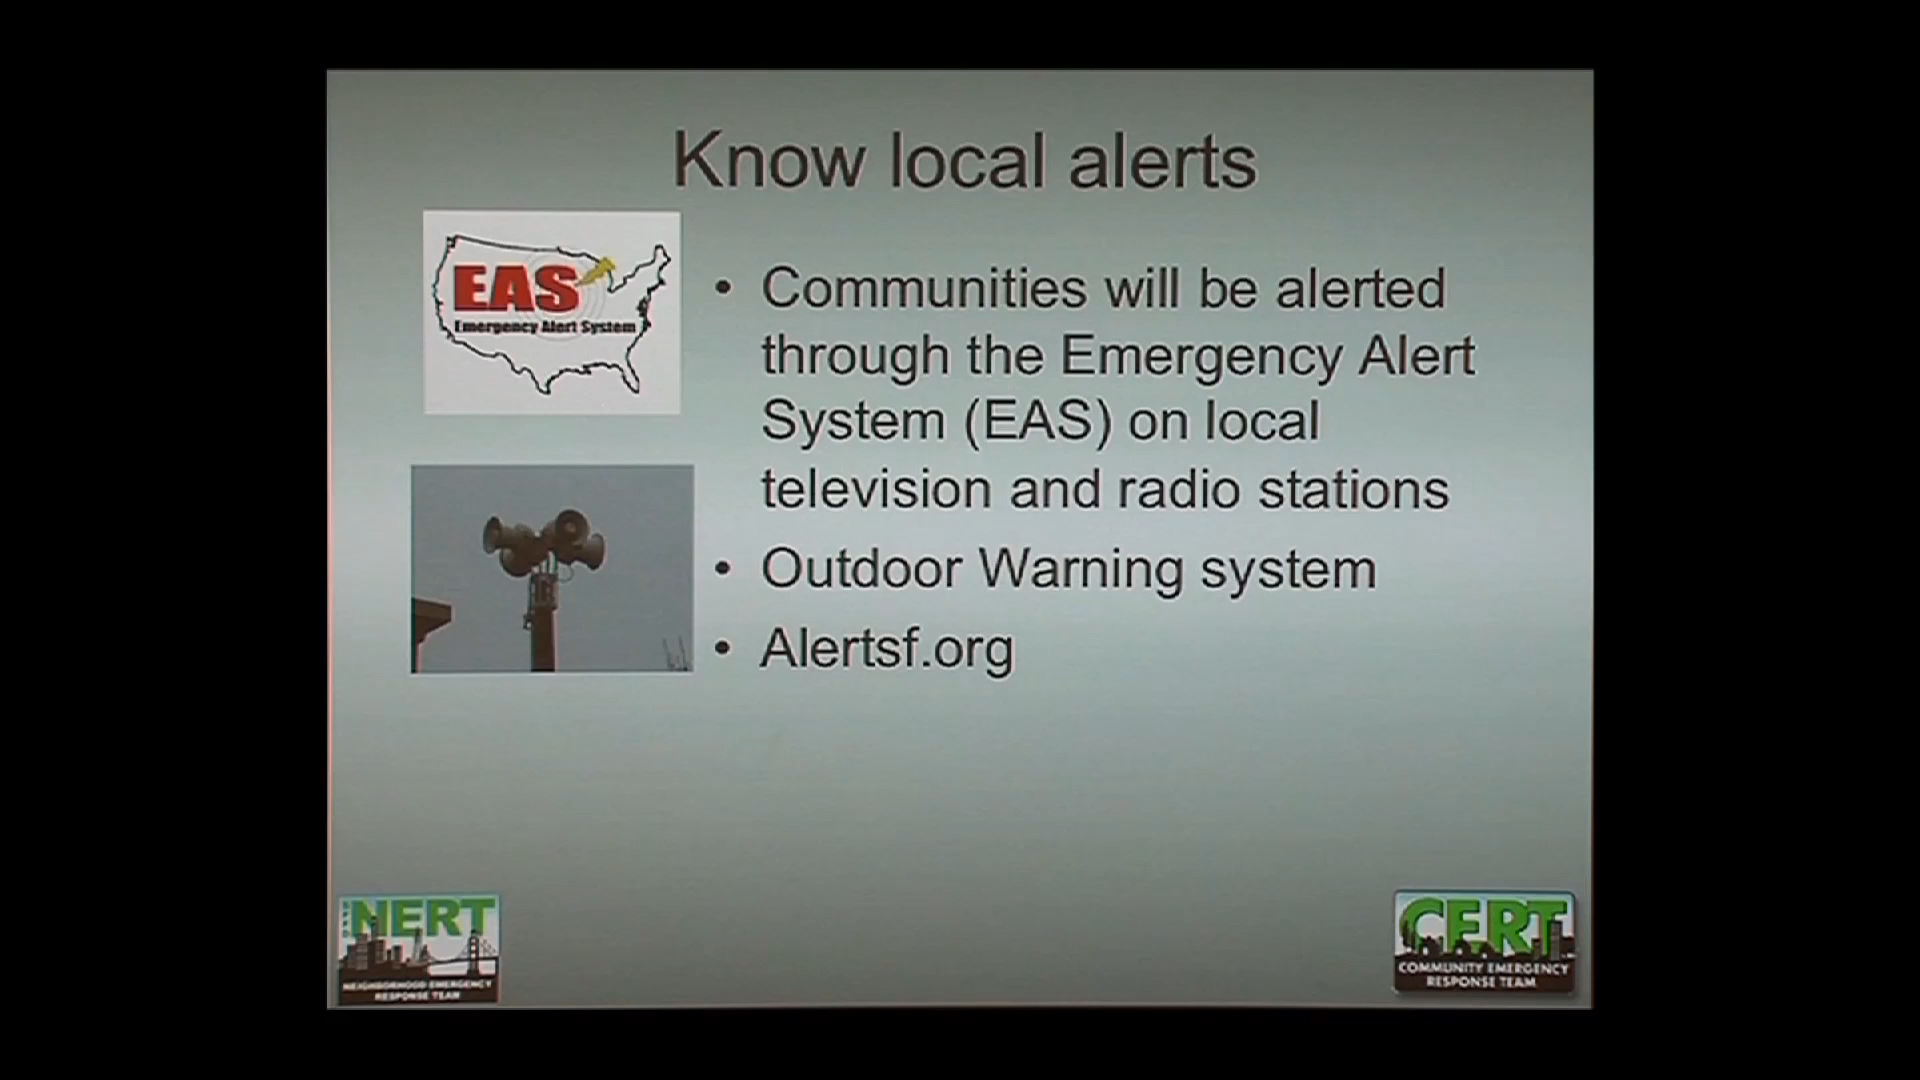 Know local alerts
EAS
Emergency Alert System
• Communities will be alerted
through the Emergency Alert
System (EAS) on local
television and radio stations
• Outdoor Warning system
• Alertsf.org
NERT
NEIGHBORHOOD EMERGENCY
RESPONSE TEAM
CERT
COMMUNITY EMERGENCY
RESPONSE TEAM